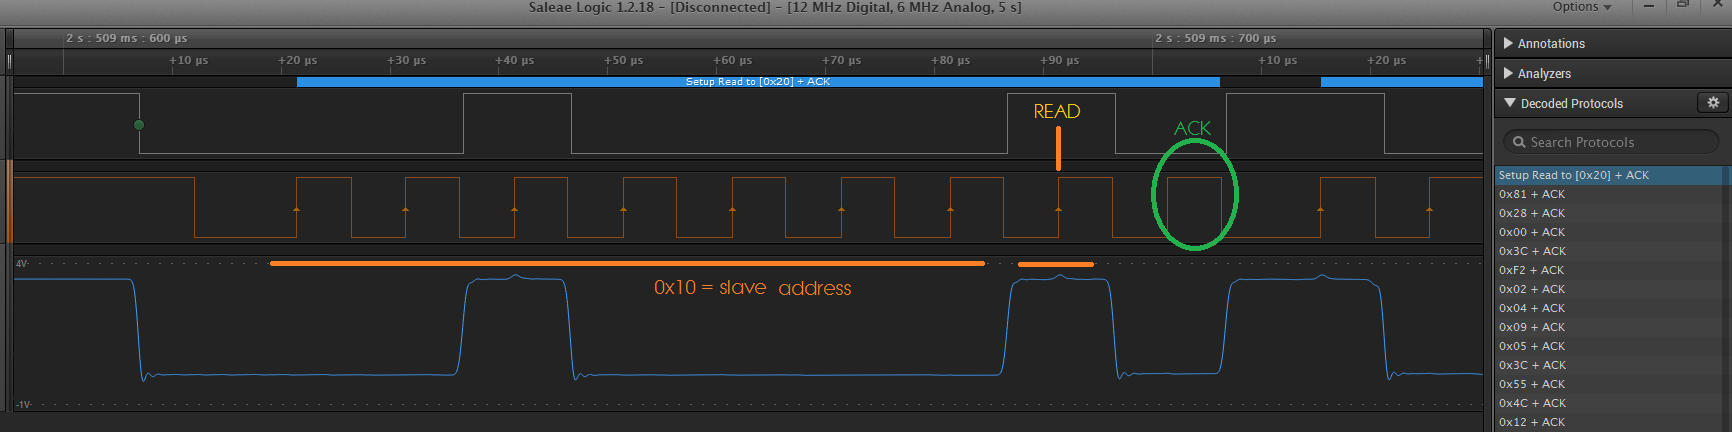 Saleae Logic 1.2.18 - [Disconnected] - [12 MHz Digital, 6 MHz Analog, 5 s]
Options
2 s : 509 ms : 600 µs
2 s : 509 ms : 700 µs
+10 µs
+20 µs
+30 µs
+40 µs
+50 µs
+60 µs
+70 µs
+80 µs
+90 µs
+10 µs
+20 µs
Setup Read to [0x20] + ACK
READ
ACK
4V
0x10 = slave address
-1V
Annotations
Analyzers
Decoded Protocols
Search Protocols
Setup Read to [0x20] + ACK
0x81 + ACK
0x28 + ACK
0x00 + ACK
0x3C + ACK
0xF2 + ACK
0x02 + ACK
0x04 + ACK
0x09 + ACK
0x05 + ACK
0x3C + ACK
0x55 + ACK
0x4C + ACK
0x12 + ACK